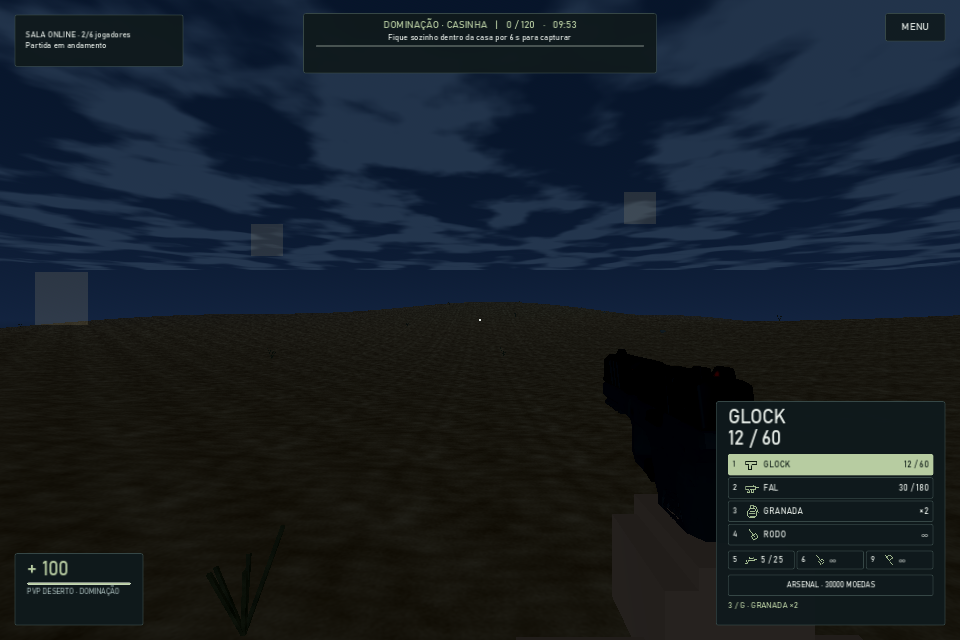 SALA ONLINE · 2/6 jogadores
Partida em andamento
DOMINAÇÃO · CASINHA | 0 / 120 · 09:53
Fique sozinho dentro da casa por 6 s para capturar
MENU
GLOCK
12 / 60
1 GLOCK 12 / 60
2 FAL 30 / 180
3 GRANADA ×2
4 RODO ∞
5 5 / 25 6 ∞ 9 ∞
ARSENAL · 30000 MOEDAS
3 / G · GRANADA ×2
+ 100
PVP DESERTO · DOMINAÇÃO